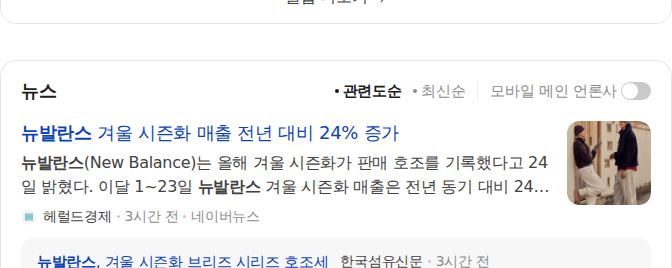 뉴스
• 관련도순 • 최신순 모바일 메인 언론사
뉴발란스 겨울 시즌화 매출 전년 대비 24% 증가
뉴발란스(New Balance)는 올해 겨울 시즌화가 판매 호조를 기록했다고 24
일 밝혔다. 이달 1~23일 뉴발란스 겨울 시즌화 매출은 전년 동기 대비 24...
헤럴드경제 · 3시간 전 · 네이버뉴스
뉴발란스, 겨울 시즌화 브리즈 시리즈 호조세 한국섬유신문 · 3시간 전